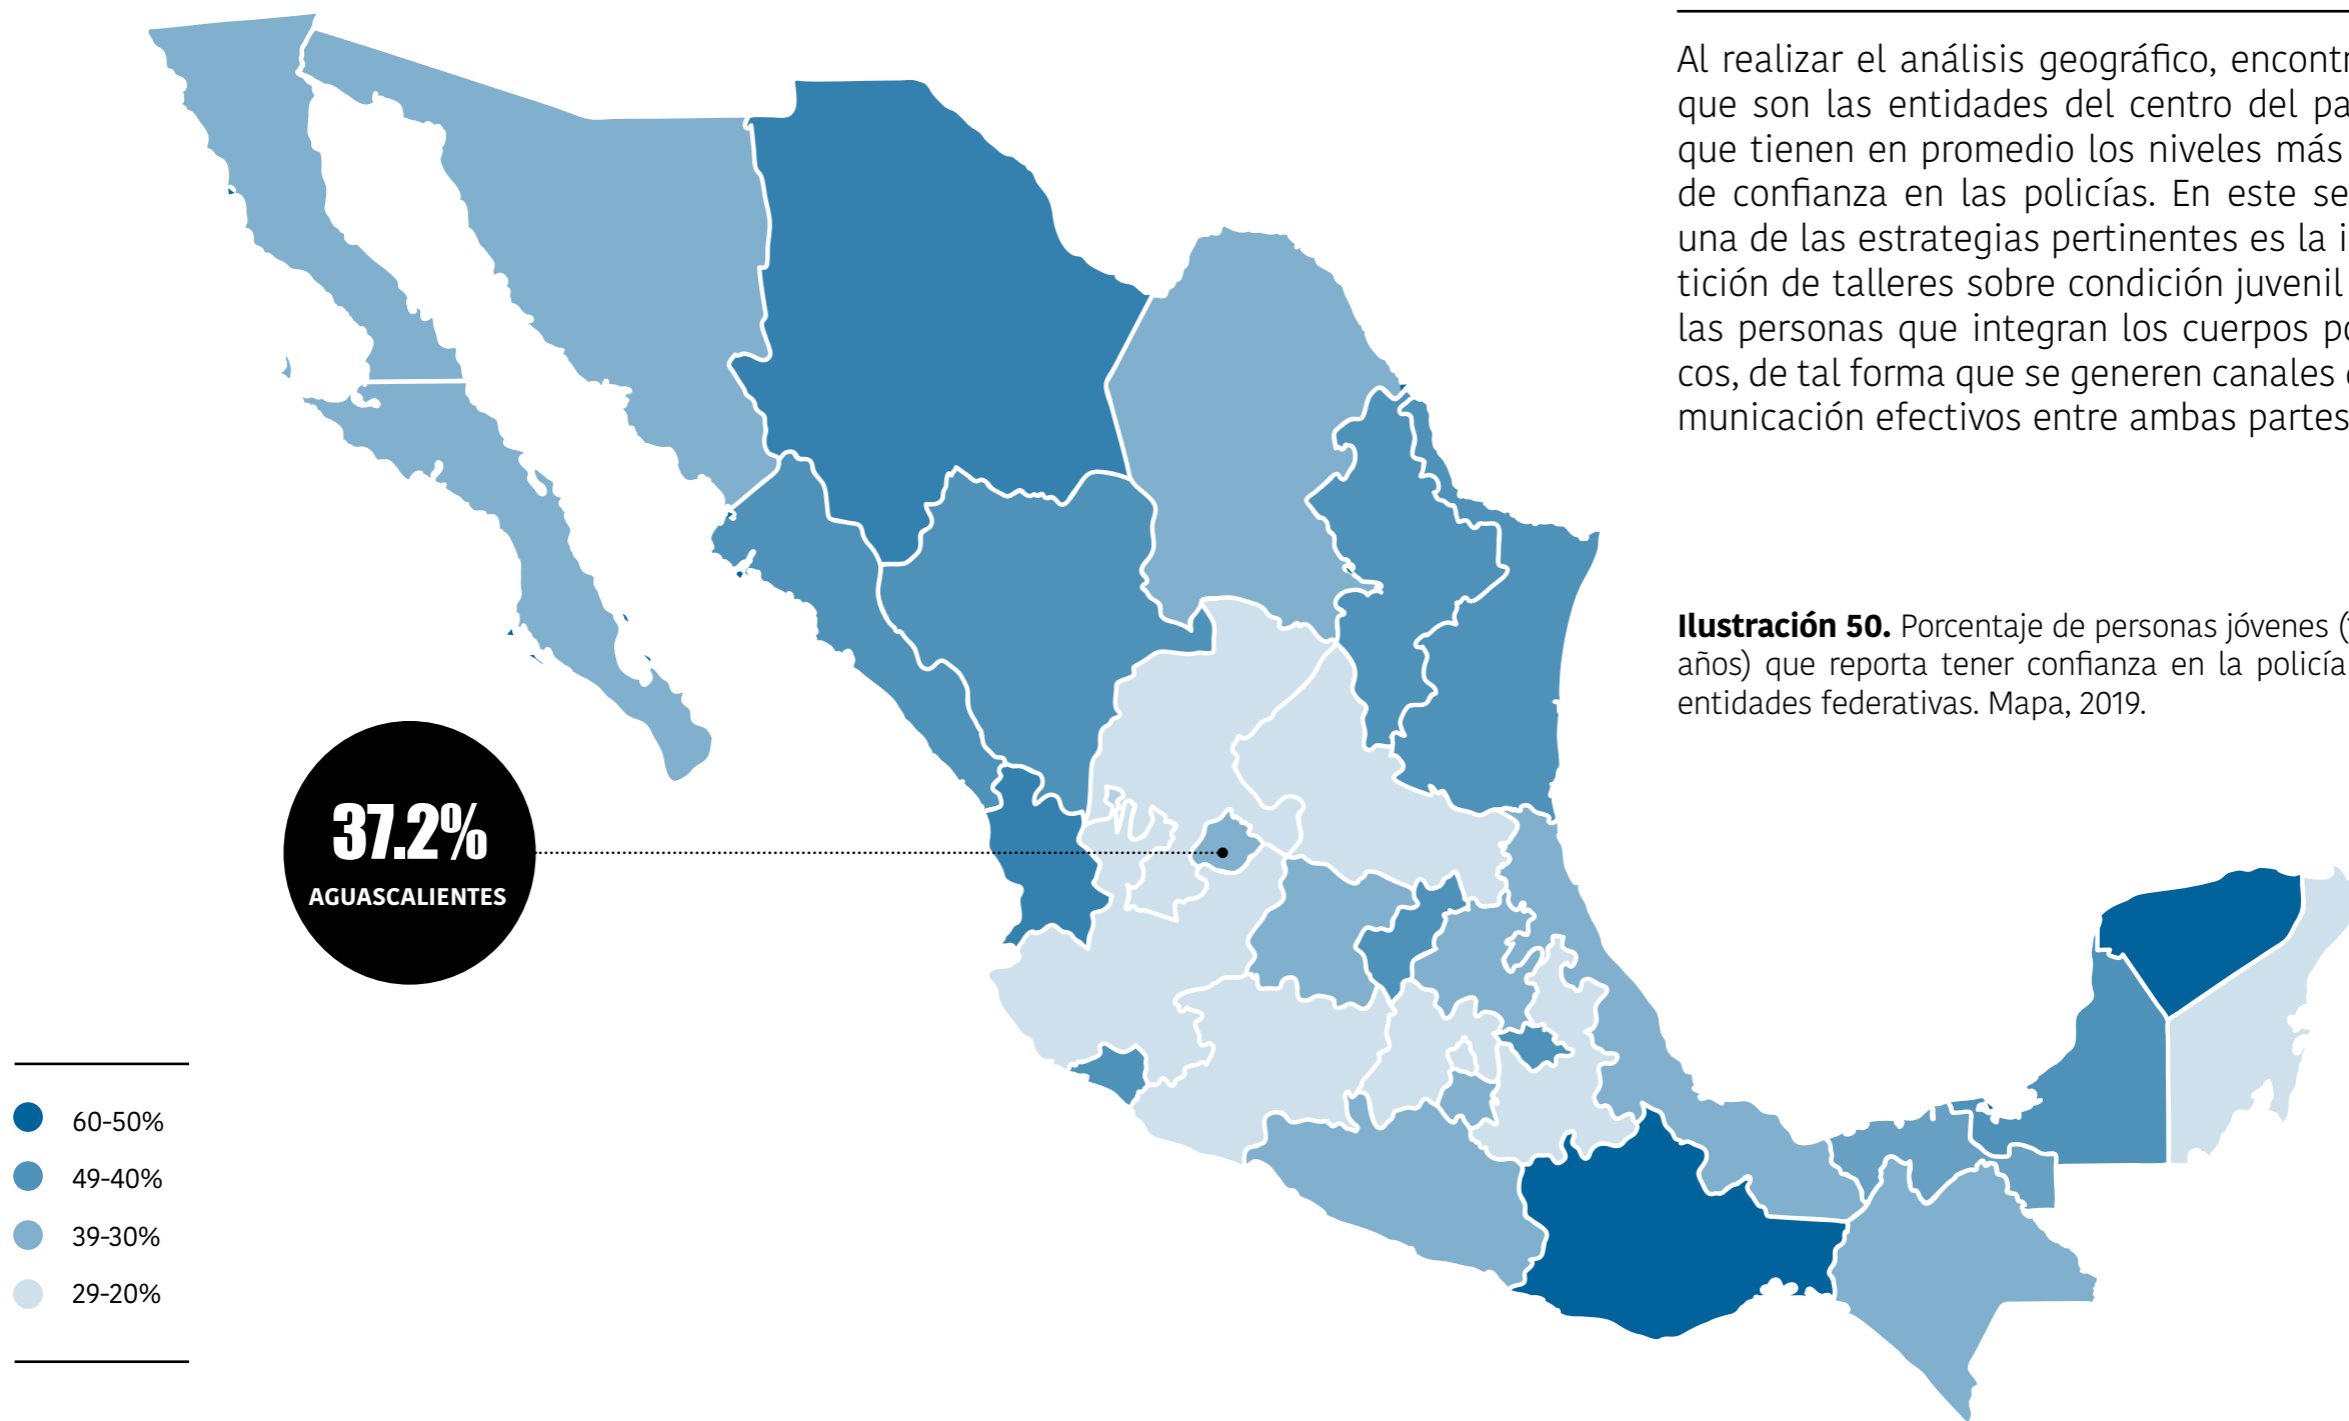 Al realizar el análisis geográfico,
que son las entidades del centro del
que tienen en promedio los niveles más
de confianza en las policías. En este
una de las estrategias pertinentes es la
tición de talleres sobre condición juvenil
las personas que integran los cuerpos
cos, de tal forma que se generen canales
municación efectivos entre ambas partes
Ilustración 50. Porcentaje de personas jóvenes
años) que reporta tener confianza en la policía
entidades federativas. Mapa, 2019.
37.2%
AGUASCALIENTES
60-50%
49-40%
39-30%
29-20%